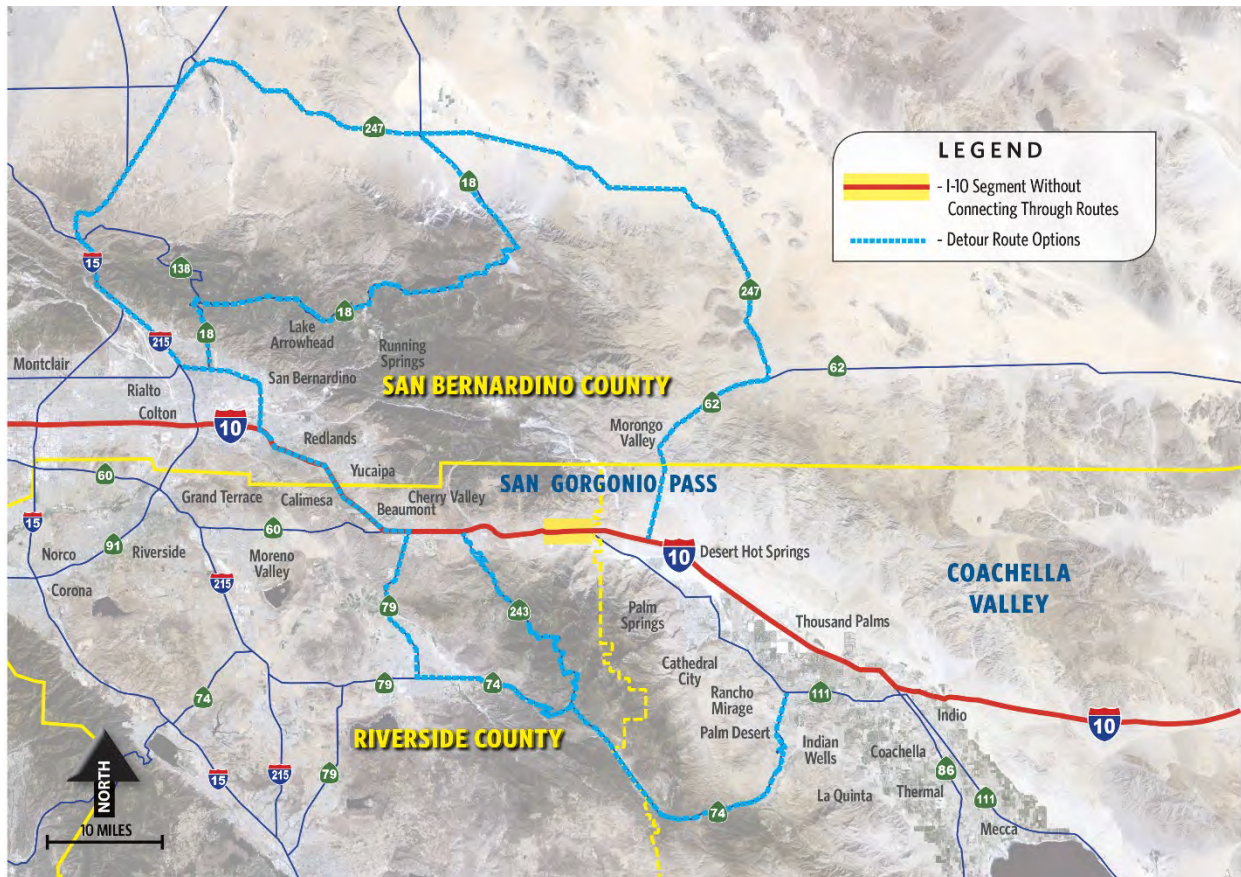 247
18
LEGEND
- I-10 Segment Without
Connecting Through Routes
- Detour Route Options
15
138
247
18
18
215
Lake
Arrowhead
Running
Springs
Montclair
San Bernardino
SAN BERNARDINO COUNTY
62
Rialto
62
Colton
10
Morongo
Valley
Redlands
Yucaipa
60
Grand Terrace
Calimesa
Cherry Valley
SAN GORGONIO PASS
Beaumont
15
60
91
Norco
Riverside
Moreno
Valley
10
Desert Hot Springs
Corona
215
COACHELLA
VALLEY
79
243
Palm
Springs
Thousand Palms
Cathedral
City
74
79
74
Rancho
Mirage
111
Indio
10
RIVERSIDE COUNTY
Palm Desert
Indian
Wells
Coachella
NORTH
15
215
79
86
La Quinta
Thermal
111
74
Mecca
10 MILES